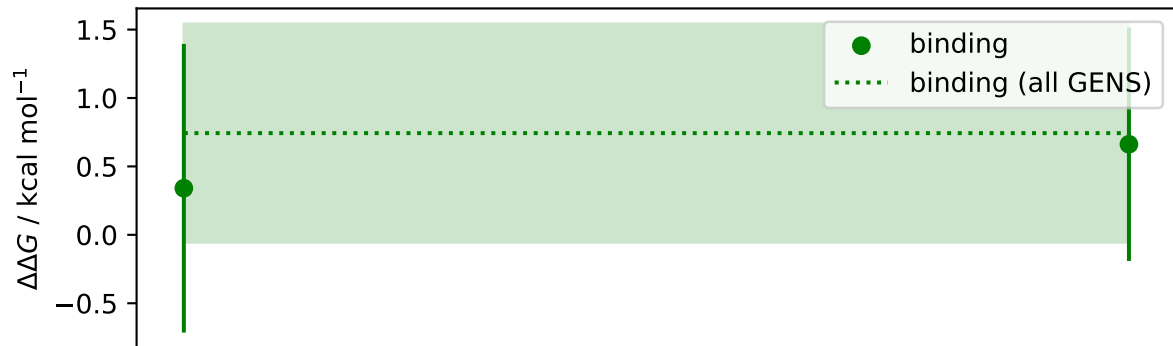 ΔΔG / kcal mol⁻¹
1.5
1.0
0.5
0.0
−0.5
binding
binding (all GENS)